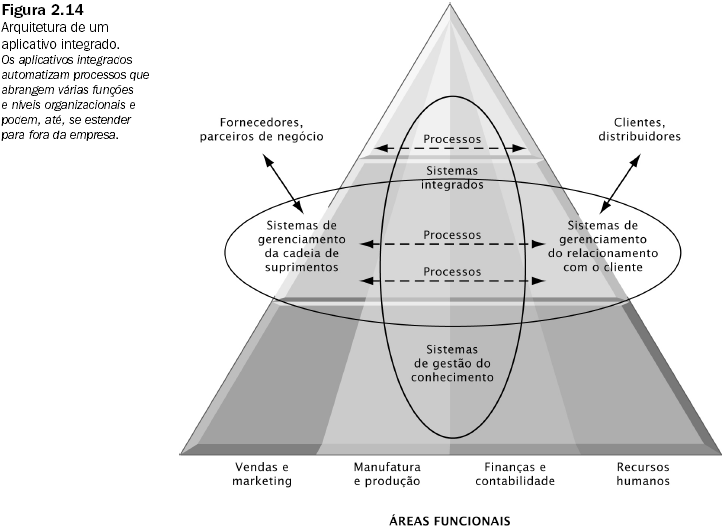 Figura 2.14
Arquitetura de um
aplicativo integrado.
Os aplicativos integracos
automatizam processos que
abrangem várias funções
e níveis organizacionais e
pocem, até, se estender
para fora da empresa.
Fornecedores,
parceiros de negócio
Clientes,
distribuidores
Processos
Sistemas
integrados
Sistemas de
gerenciamento
da cadeia de
suprimentos
Processos
Processos
Sistemas de
gerenciamento
do relacionamento
com o cliente
Sistemas
de gestão do
conhecimento
Vendas e
marketing
Manufatura
e produção
Finanças e
contabilidade
Recursos
humanos
ÁREAS FUNCIONAIS